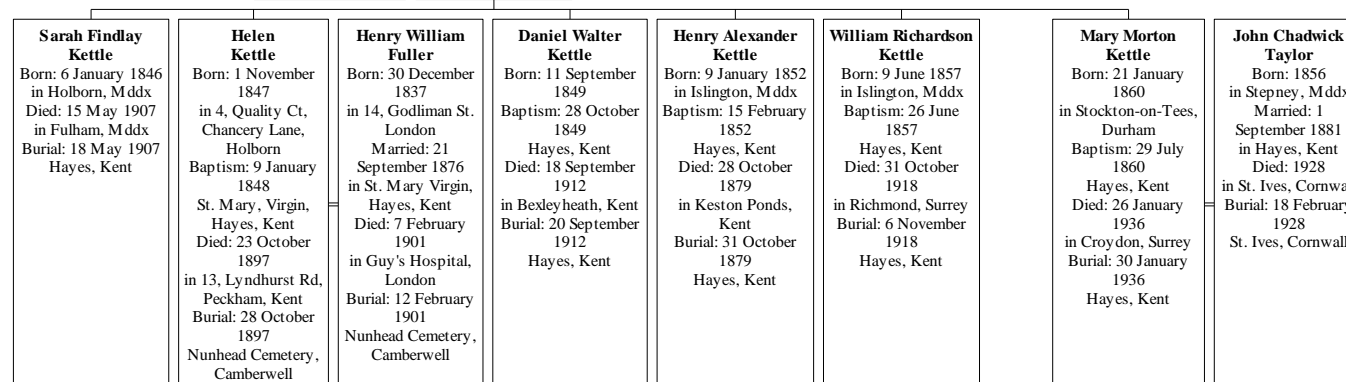 Sarah Findlay
Kettle
Born: 6 January 1846
in Holborn, Mddx
Died: 15 May 1907
in Fulham, Mddx
Burial: 18 May 1907
Hayes, Kent
Helen
Kettle
Born: 1 November
1847
in 4, Quality Ct,
Chancery Lane,
Holborn
Baptism: 9 January
1848
St. Mary, Virgin,
Hayes, Kent
Died: 23 October
1897
in 13, Lyndhurst Rd,
Peckham, Kent
Burial: 28 October
1897
Nunhead Cemetery,
Camberwell
Henry William
Fuller
Born: 30 December
1837
in 14, Godliman St.
London
Married: 21
September 1876
in St. Mary Virgin,
Hayes, Kent
Died: 7 February
1901
in Guy's Hospital,
London
Burial: 12 February
1901
Nunhead Cemetery,
Camberwell
Daniel Walter
Kettle
Born: 11 September
1849
Baptism: 28 October
1849
Hayes, Kent
Died: 18 September
1912
in Bexleyheath, Kent
Burial: 20 September
1912
Hayes, Kent
Henry Alexander
Kettle
Born: 9 January 1852
in Islington, Mddx
Baptism: 15 February
1852
Hayes, Kent
Died: 28 October
1879
in Keston Ponds,
Kent
Burial: 31 October
1879
Hayes, Kent
William Richardson
Kettle
Born: 9 June 1857
in Islington, Mddx
Baptism: 26 June
1857
Hayes, Kent
Died: 31 October
1918
in Richmond, Surrey
Burial: 6 November
1918
Hayes, Kent
Mary Morton
Kettle
Born: 21 January
1860
in Stockton-on-Tees,
Durham
Baptism: 29 July
1860
Hayes, Kent
Died: 26 January
1936
in Croydon, Surrey
Burial: 30 January
1936
Hayes, Kent
John Chadwick
Taylor
Born: 1856
in Stepney, Mddx
Married: 1
September 1881
in Hayes, Kent
Died: 1928
in St. Ives, Cornwa
Burial: 18 February
1928
St. Ives, Cornwall